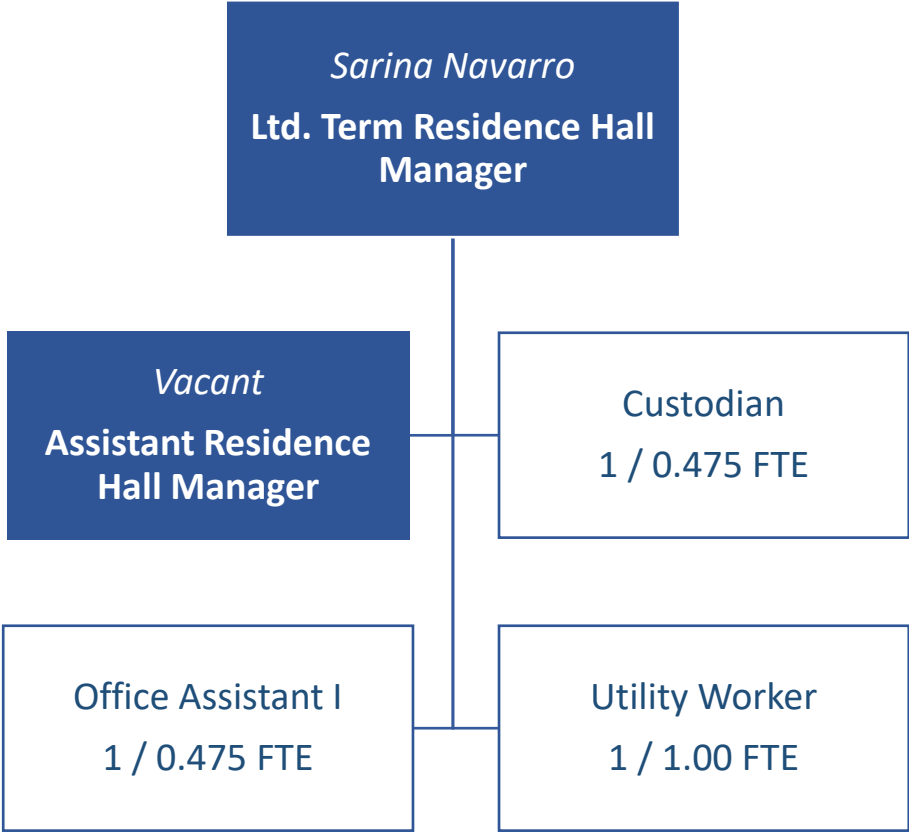 Sarina Navarro
Ltd. Term Residence Hall
Manager
Vacant
Assistant Residence
Hall Manager
Custodian
1 / 0.475 FTE
Office Assistant I
1 / 0.475 FTE
Utility Worker
1 / 1.00 FTE